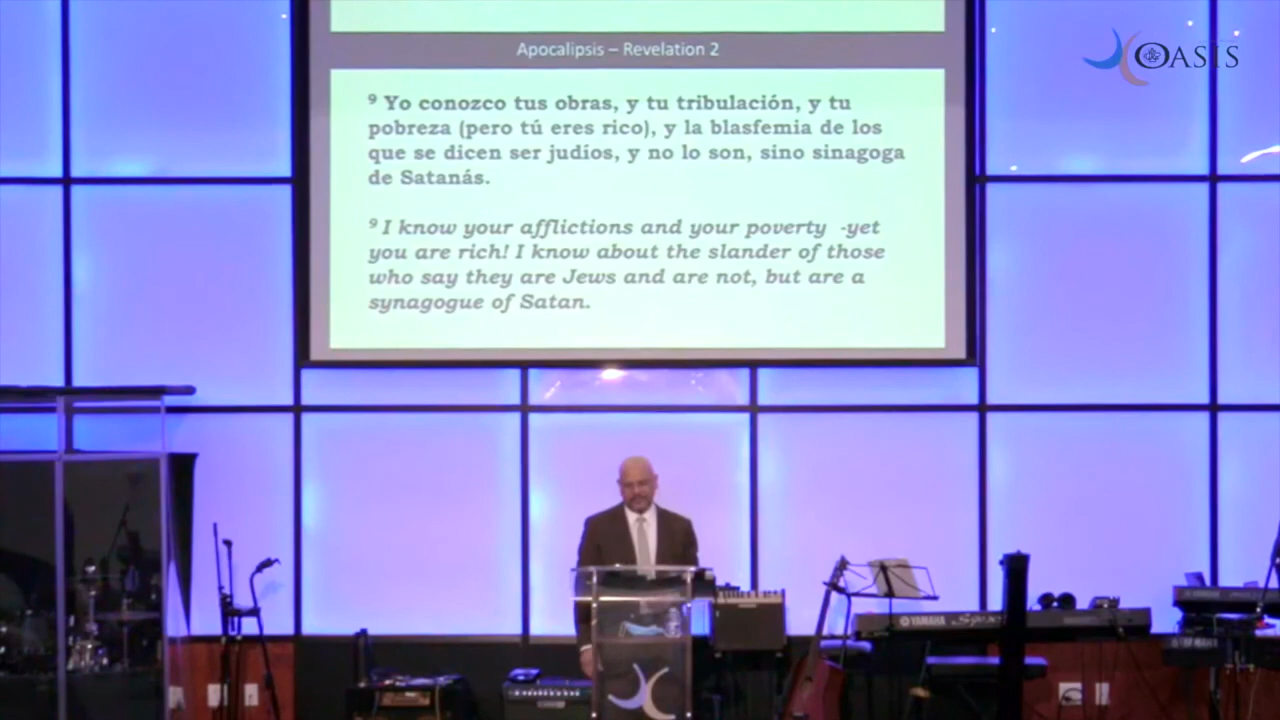 Apocalipsis – Revelation 2
OASIS
⁹ Yo conozco tus obras, y tu tribulación, y tu
pobreza (pero tú eres rico), y la blasfemia de los
que se dicen ser judíos, y no lo son, sino sinagoga
de Satanás.
⁹ I know your afflictions and your poverty -yet
you are rich! I know about the slander of those
who say they are Jews and are not, but are a
synagogue of Satan.
YAMAHA